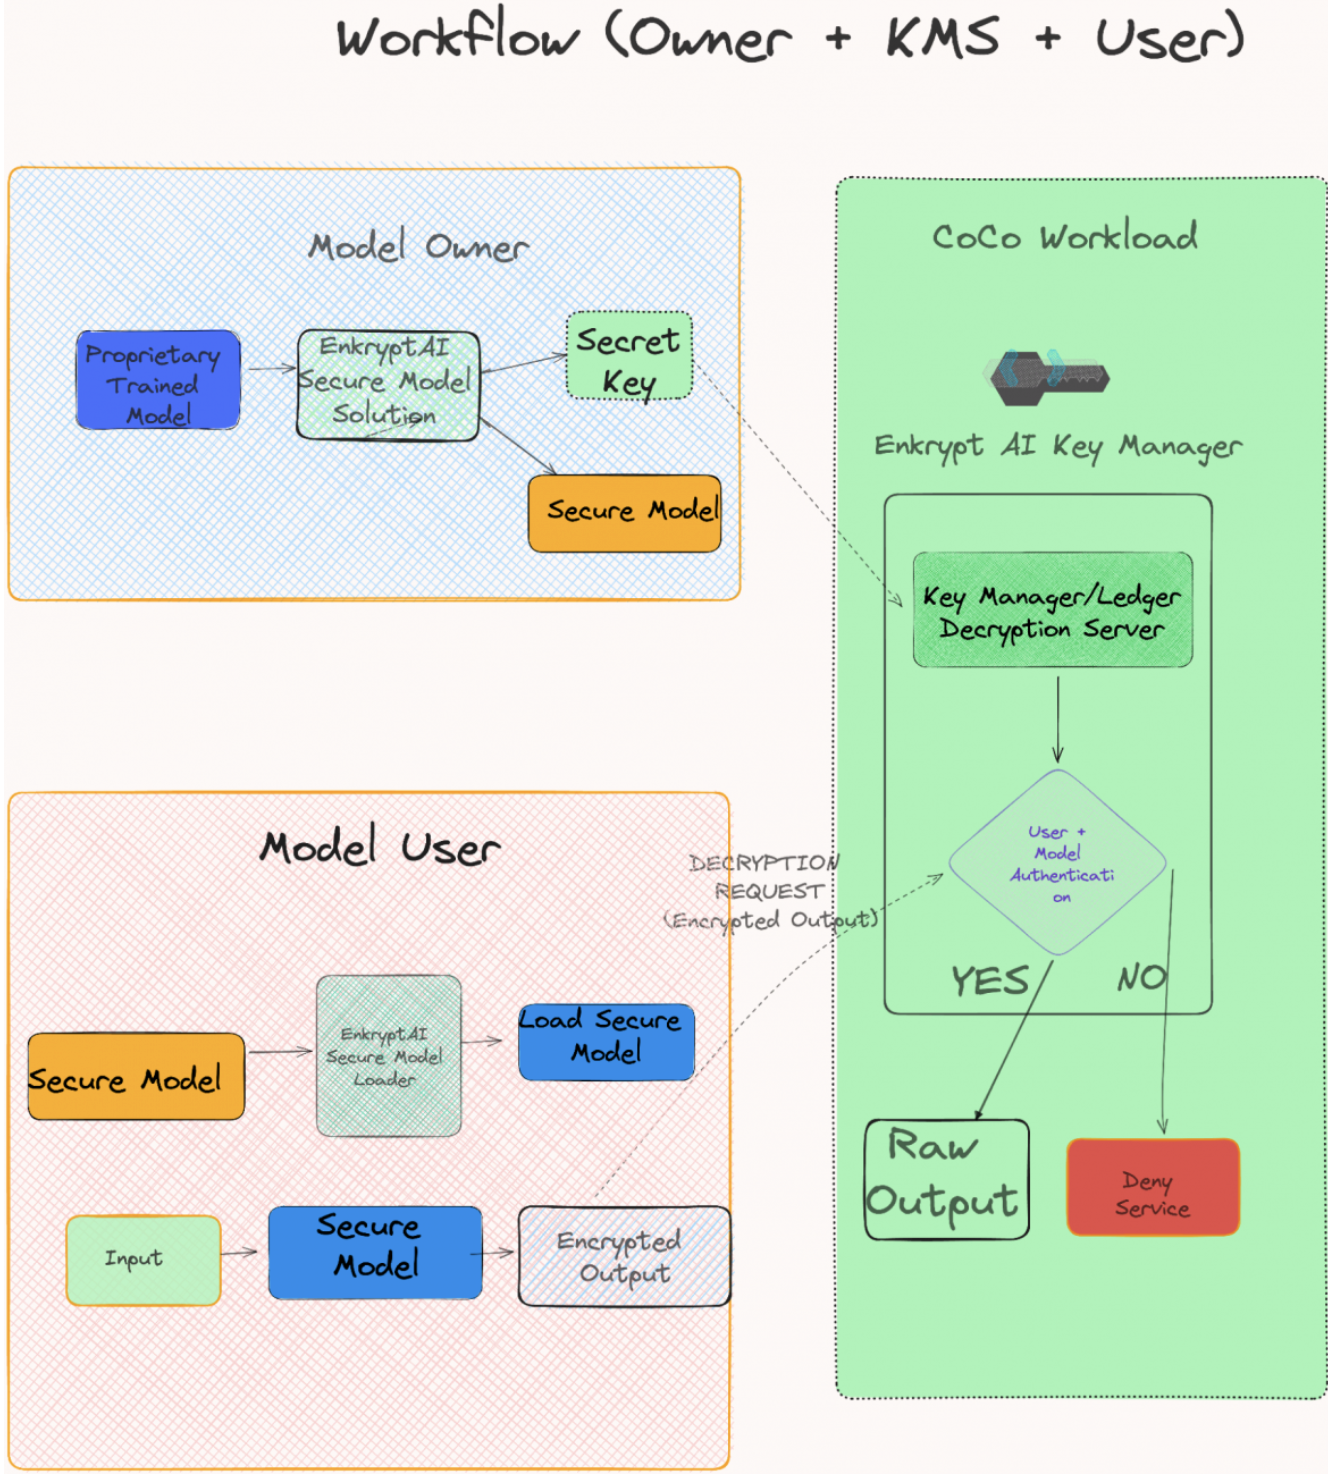 Workflow (Owner + KMS + User)
Model Owner
Proprietary
Trained
Model
EnkryptAI
Secure Model
Solution
Secret
Key
Secure Model
CoCo Workload
Enkrypt AI Key Manager
Key Manager/Ledger
Decryption Server
User +
Model
Authenticati
on
YES
NO
Raw
Output
Deny
Service
Model User
DECRYPTION
REQUEST
(Encrypted Output)
Secure Model
EnkryptAI
Secure Model
Loader
Load Secure
Model
Input
Secure
Model
Encrypted
Output